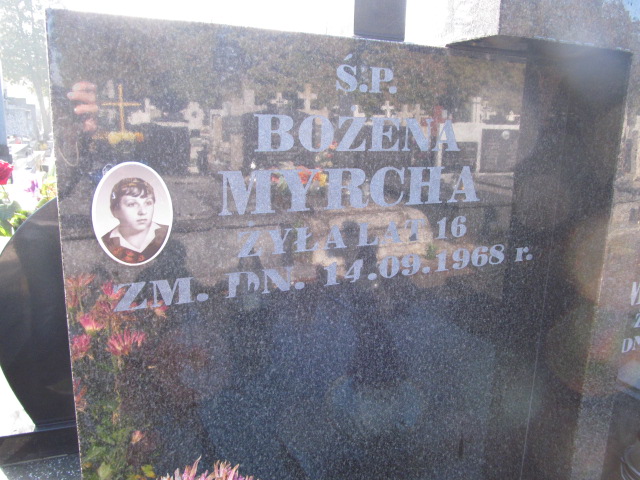 Ś.P.
BOŻENA
MYRCHA
ŻYŁA LAT 16
ZM. DN. 14.09.1968 r.